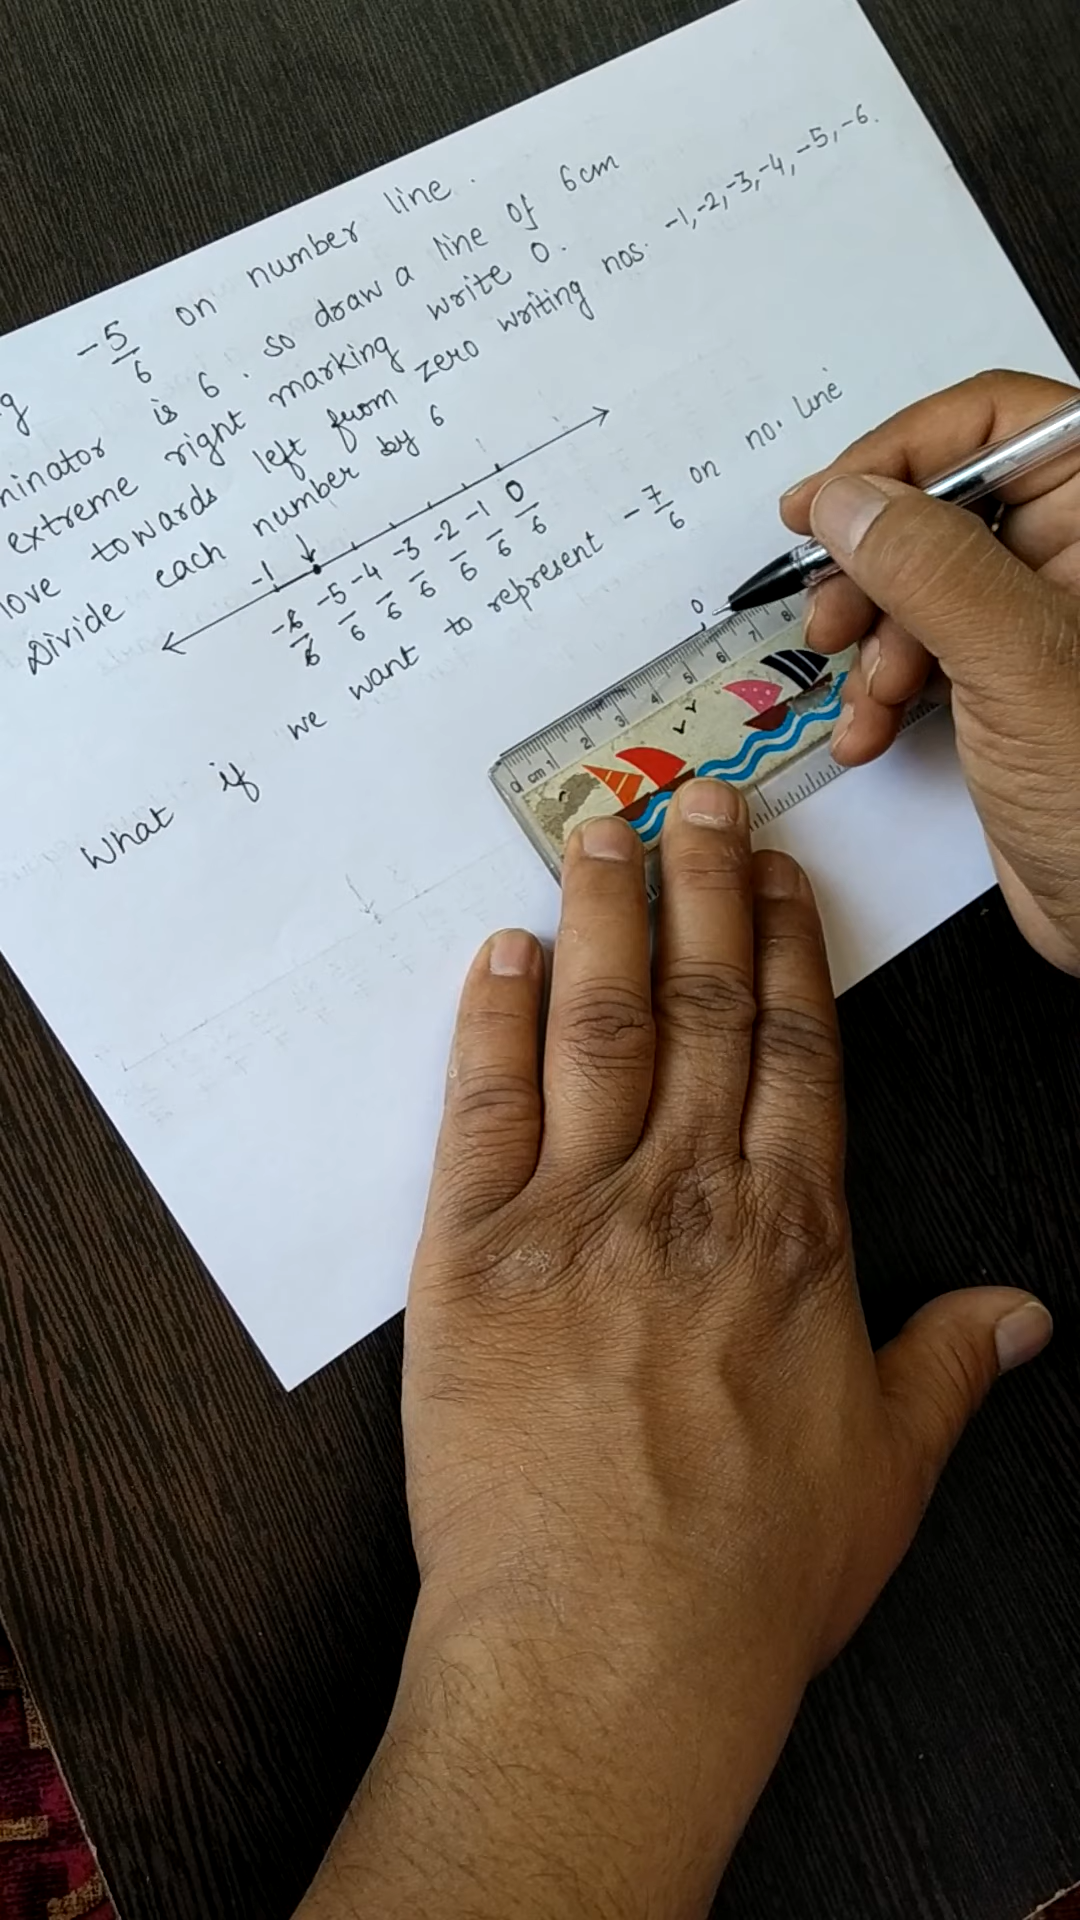 -5/6 on number line.
minator is 6. so draw a line of 6cm
extreme right marking write 0.
love towards left from zero writing nos. -1,-2,-3,-4,-5,-6.
Divide each number by 6
-1
-6/6 -5/6 -4/6 -3/6 -2/6 -1/6 0/6
What if we want to represent -7/6 on no. line
0
0 cm 1 2 3 4 5 6 7 8